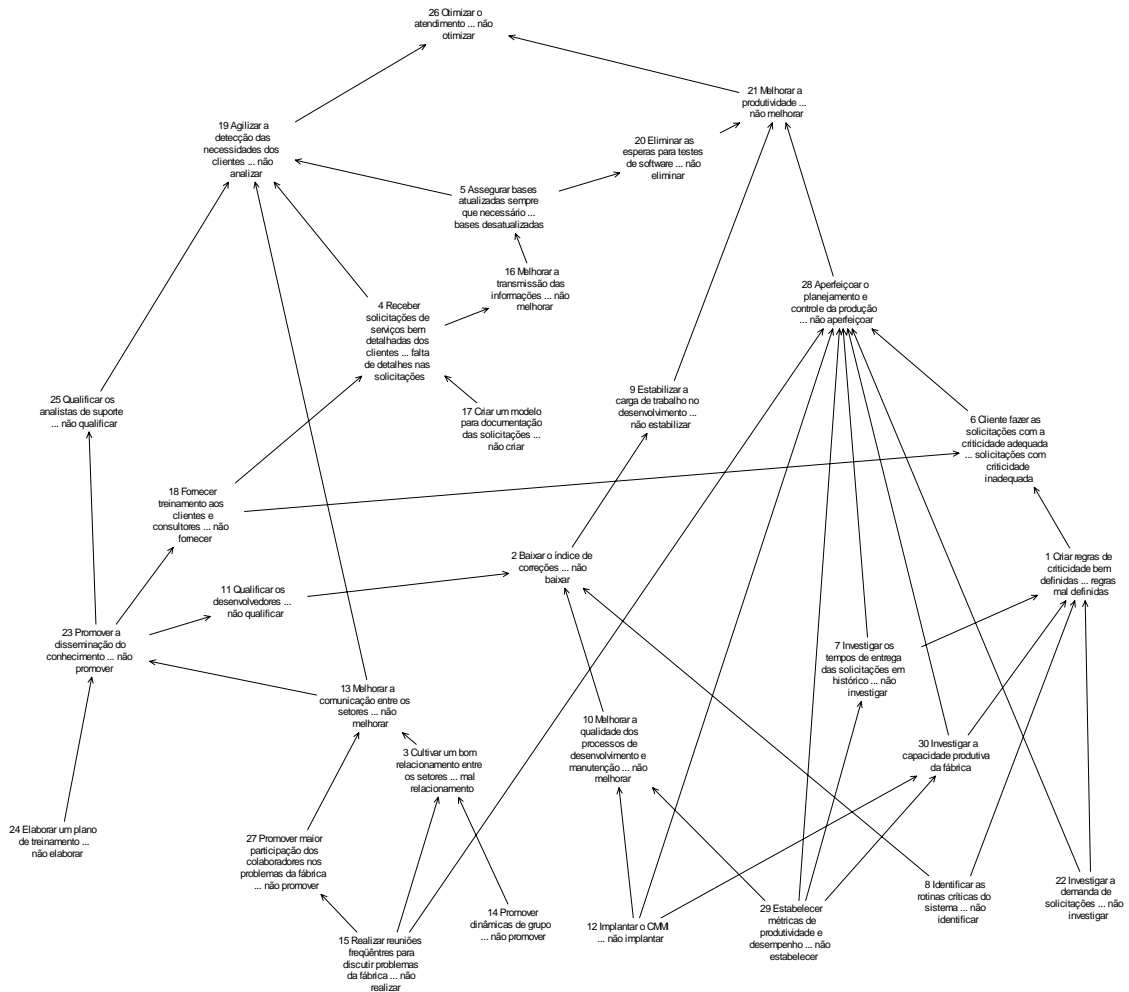 26 Otimizar o
atendimento ... não
otimizar
21 Melhorar a
produtividade ...
não melhorar
19 Agilizar a
detecção das
necessidades dos
clientes ... não
analizar
20 Eliminar as
esperas para testes
de software ... não
eliminar
5 Assegurar bases
atualizadas sempre
que necessário ...
bases desatualizadas
16 Melhorar a
transmissão das
informações ... não
melhorar
28 Aperfeiçoar o
planejamento e
controle da produção
... não aperfeiçoar
4 Receber
solicitações de
serviços bem
detalhadas dos
clientes ... falta
de detalhes nas
solicitações
25 Qualificar os
analistas de suporte
... não qualificar
9 Estabilizar a
carga de trabalho no
desenvolvimento ...
não estabilizar
17 Criar um modelo
para documentação
das solicitações ...
não criar
6 Cliente fazer as
solicitações com a
criticidade adequada
... solicitações com
criticidade
inadequada
18 Fornecer
treinamento aos
clientes e
consultores ... não
fornecer
2 Baixar o índice de
correções ... não
baixar
1 Criar regras de
criticidade bem
definidas ... regras
mal definidas
11 Qualificar os
desenvolvedores ...
não qualificar
23 Promover a
disseminação do
conhecimento ... não
promover
7 Investigar os
tempos de entrega
das solicitações em
histórico ... não
investigar
13 Melhorar a
comunicação entre os
setores ... não
melhorar
10 Melhorar a
qualidade dos
processos de
desenvolvimento e
manutenção ... não
melhorar
30 Investigar a
capacidade produtiva
da fábrica
3 Cultivar um bom
relacionamento entre
os setores ... mal
relacionamento
24 Elaborar um plano
de treinamento ...
não elaborar
27 Promover maior
participação dos
colaboradores nos
problemas da fábrica
... não promover
8 Identificar as
rotinas críticas do
sistema ... não
identificar
22 Investigar a
demanda de
solicitações ... não
investigar
14 Promover
dinâmicas de grupo
... não promover
12 Implantar o CMMI
... não implantar
29 Estabelecer
métricas de
produtividade e
desempenho ... não
estabelecer
15 Realizar reuniões
freqüêntres para
discutir problemas
da fábrica ... não
realizar